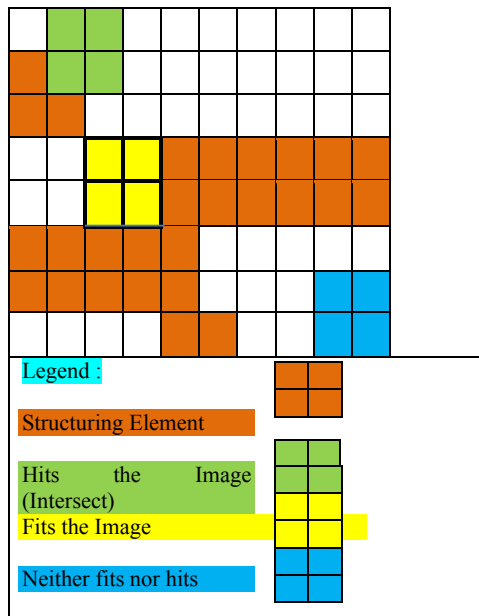 Legend :
Structuring Element
Hits the Image
(Intersect)
Fits the Image
Neither fits nor hits